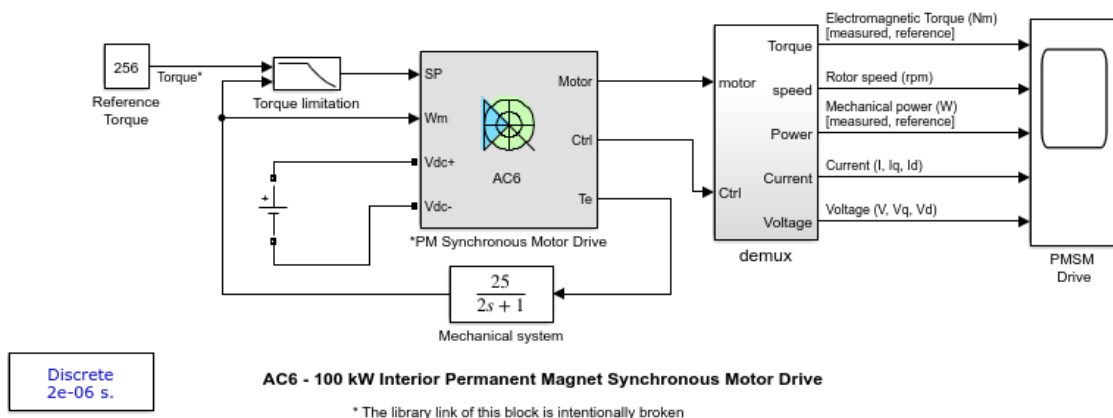 256
Torque*
Reference
Torque
Torque limitation
SP
Wm
Vdc+
Vdc-
Motor
Ctrl
Te
AC6
*PM Synchronous Motor Drive
+
25
2s + 1
Mechanical system
motor
Ctrl
Torque
speed
Power
Current
Voltage
demux
Electromagnetic Torque (Nm)
[measured, reference]
Rotor speed (rpm)
Mechanical power (W)
[measured, reference]
Current (I, Iq, Id)
Voltage (V, Vq, Vd)
PMSM
Drive
Discrete
2e-06 s.
AC6 - 100 kW Interior Permanent Magnet Synchronous Motor Drive
* The library link of this block is intentionally broken